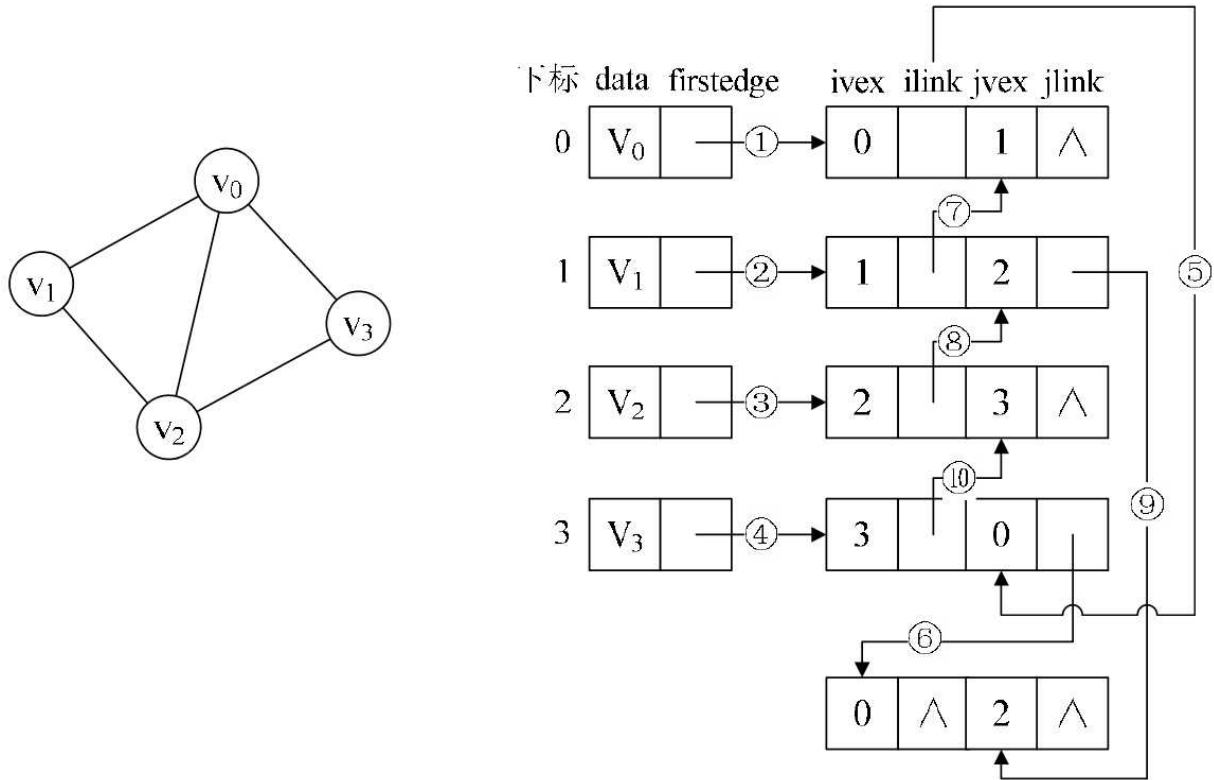 下标 data firstedge ivex ilink jvex jlink
0 V₀ ① 0 1 ∧
v₀
⑦
1 V₁ ② 1 2 ⑤
v₁
⑧
v₃
2 V₂ ③ 2 3 ∧
v₂
⑩
⑨
3 V₃ ④ 3 0
⑥
0 ∧ 2 ∧